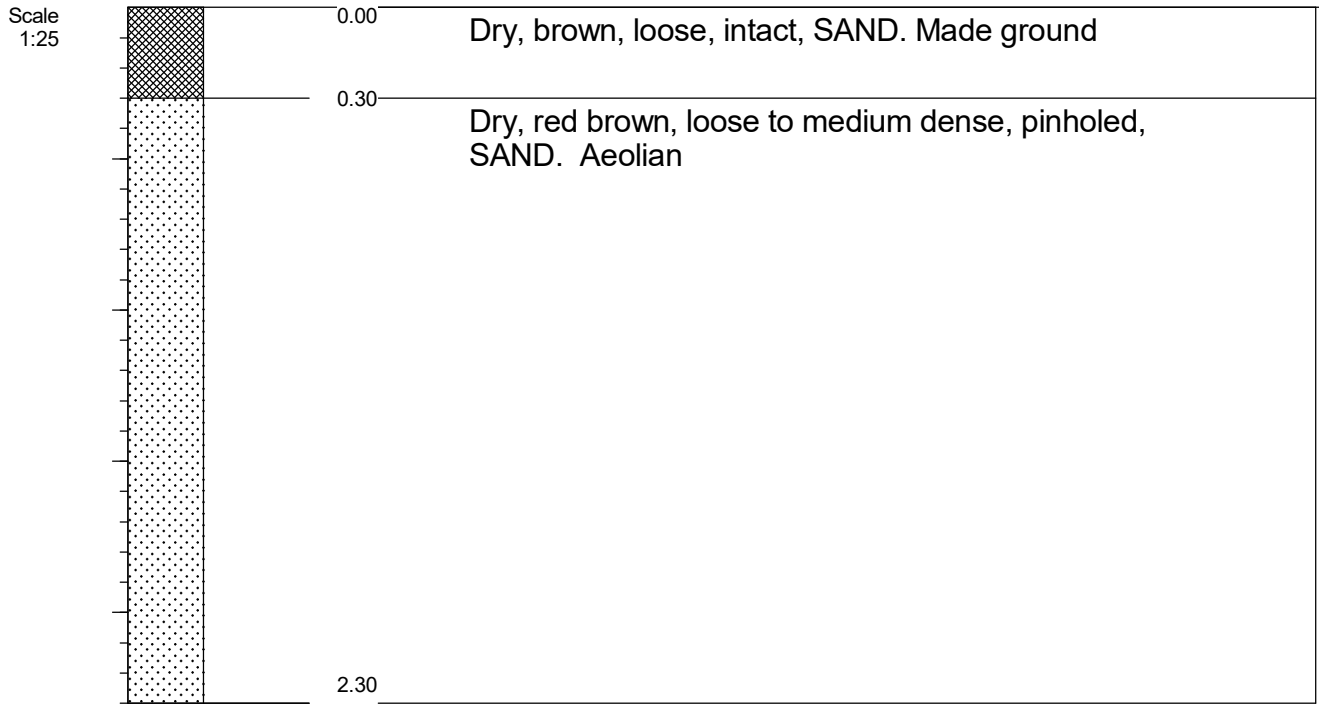 Scale
1:25
0.00
Dry, brown, loose, intact, SAND. Made ground
0.30
Dry, red brown, loose to medium dense, pinholed,
SAND.  Aeolian
2.30